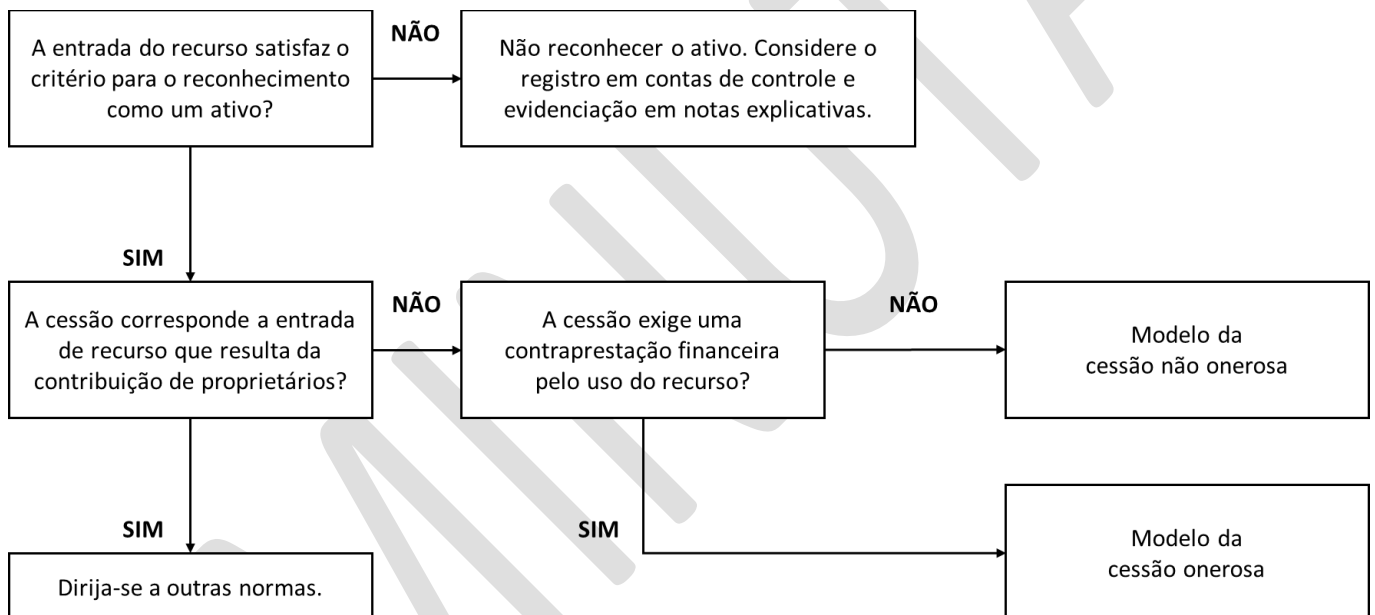 A entrada do recurso satisfaz o
critério para o reconhecimento
como um ativo?
NÃO
Não reconhecer o ativo. Considere o
registro em contas de controle e
evidenciação em notas explicativas.
SIM
A cessão corresponde a entrada
de recurso que resulta da
contribuição de proprietários?
NÃO
A cessão exige uma
contraprestação financeira
pelo uso do recurso?
NÃO
Modelo da
cessão não onerosa
SIM
Dirija-se a outras normas.
SIM
Modelo da
cessão onerosa
MINUTA